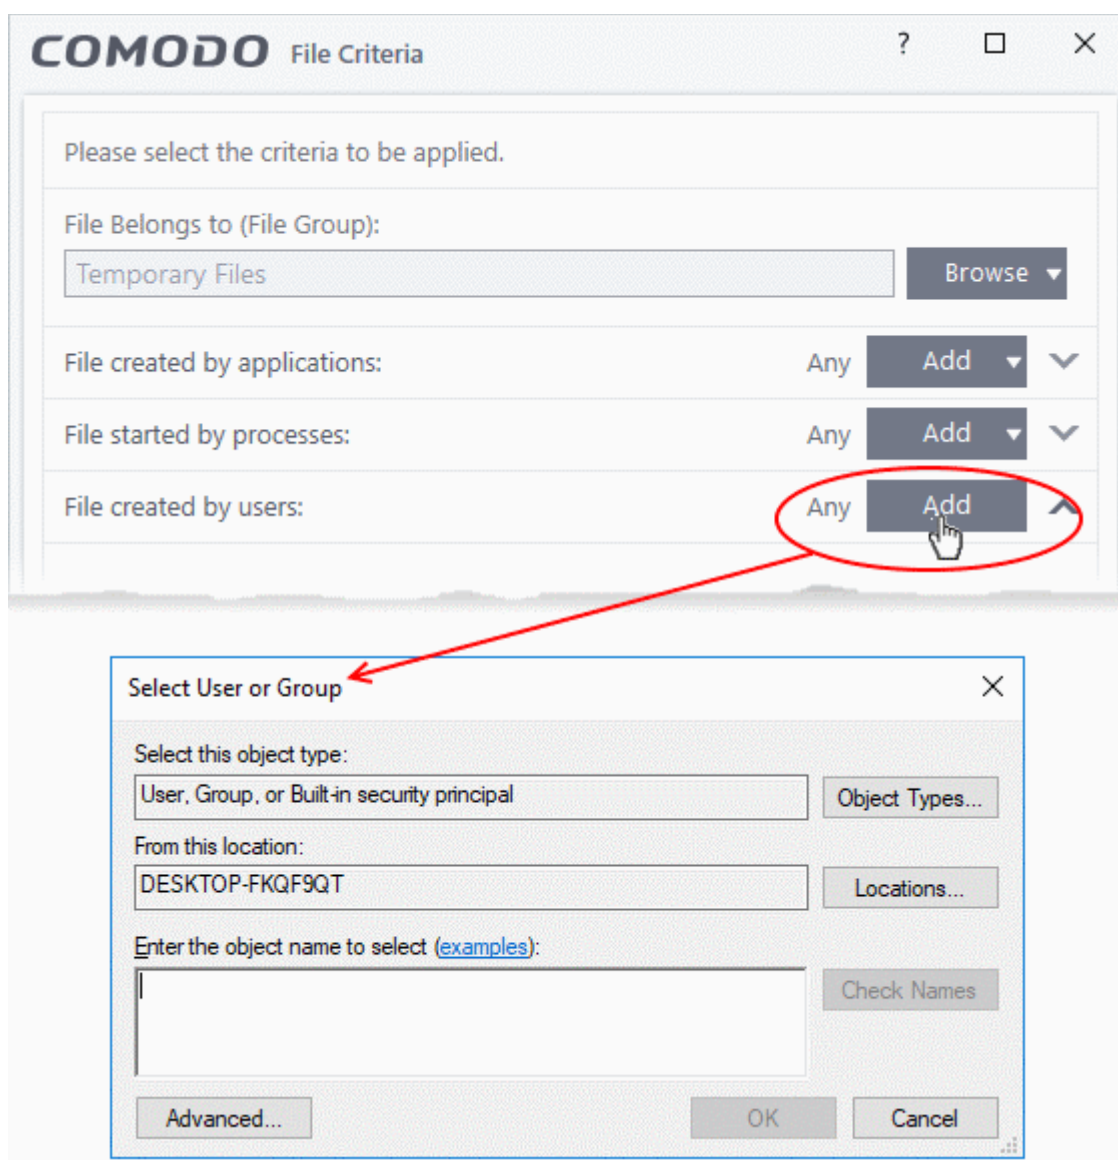 COMODO File Criteria ?
Please select the criteria to be applied.
File Belongs to (File Group):
Temporary Files Browse
File created by applications: Any Add
File started by processes: Any Add
File created by users: Any Add
Select User or Group
Select this object type:
User, Group, or Built-in security principal Object Types...
From this location:
DESKTOP-FKQF9QT Locations...
Enter the object name to select (examples):
Check Names
Advanced... OK Cancel